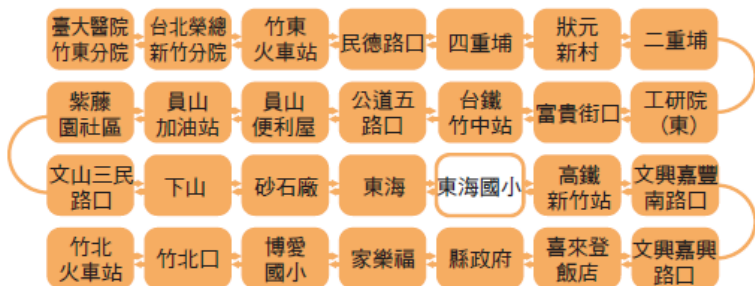 臺大醫院
竹東分院
台北榮總
新竹分院
竹東
火車站
民德路口
四重埔
狀元
新村
二重埔
紫藤
園社區
員山
加油站
員山
便利屋
公道五
路口
台鐵
竹中站
富貴街口
工研院
（東）
文山三民
路口
下山
砂石廠
東海
東海國小
高鐵
新竹站
文興嘉豐
南路口
竹北
火車站
竹北口
博愛
國小
家樂福
縣政府
喜來登
飯店
文興嘉興
路口